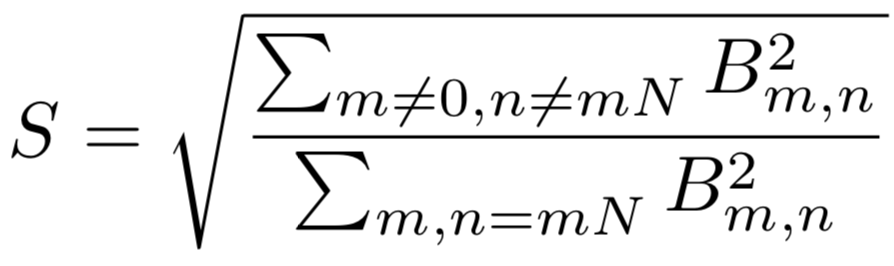 S = \sqrt{\frac{\sum_{m \neq 0, n \neq mN} B_{m,n}^2}{\sum_{m, n = mN} B_{m,n}^2}}